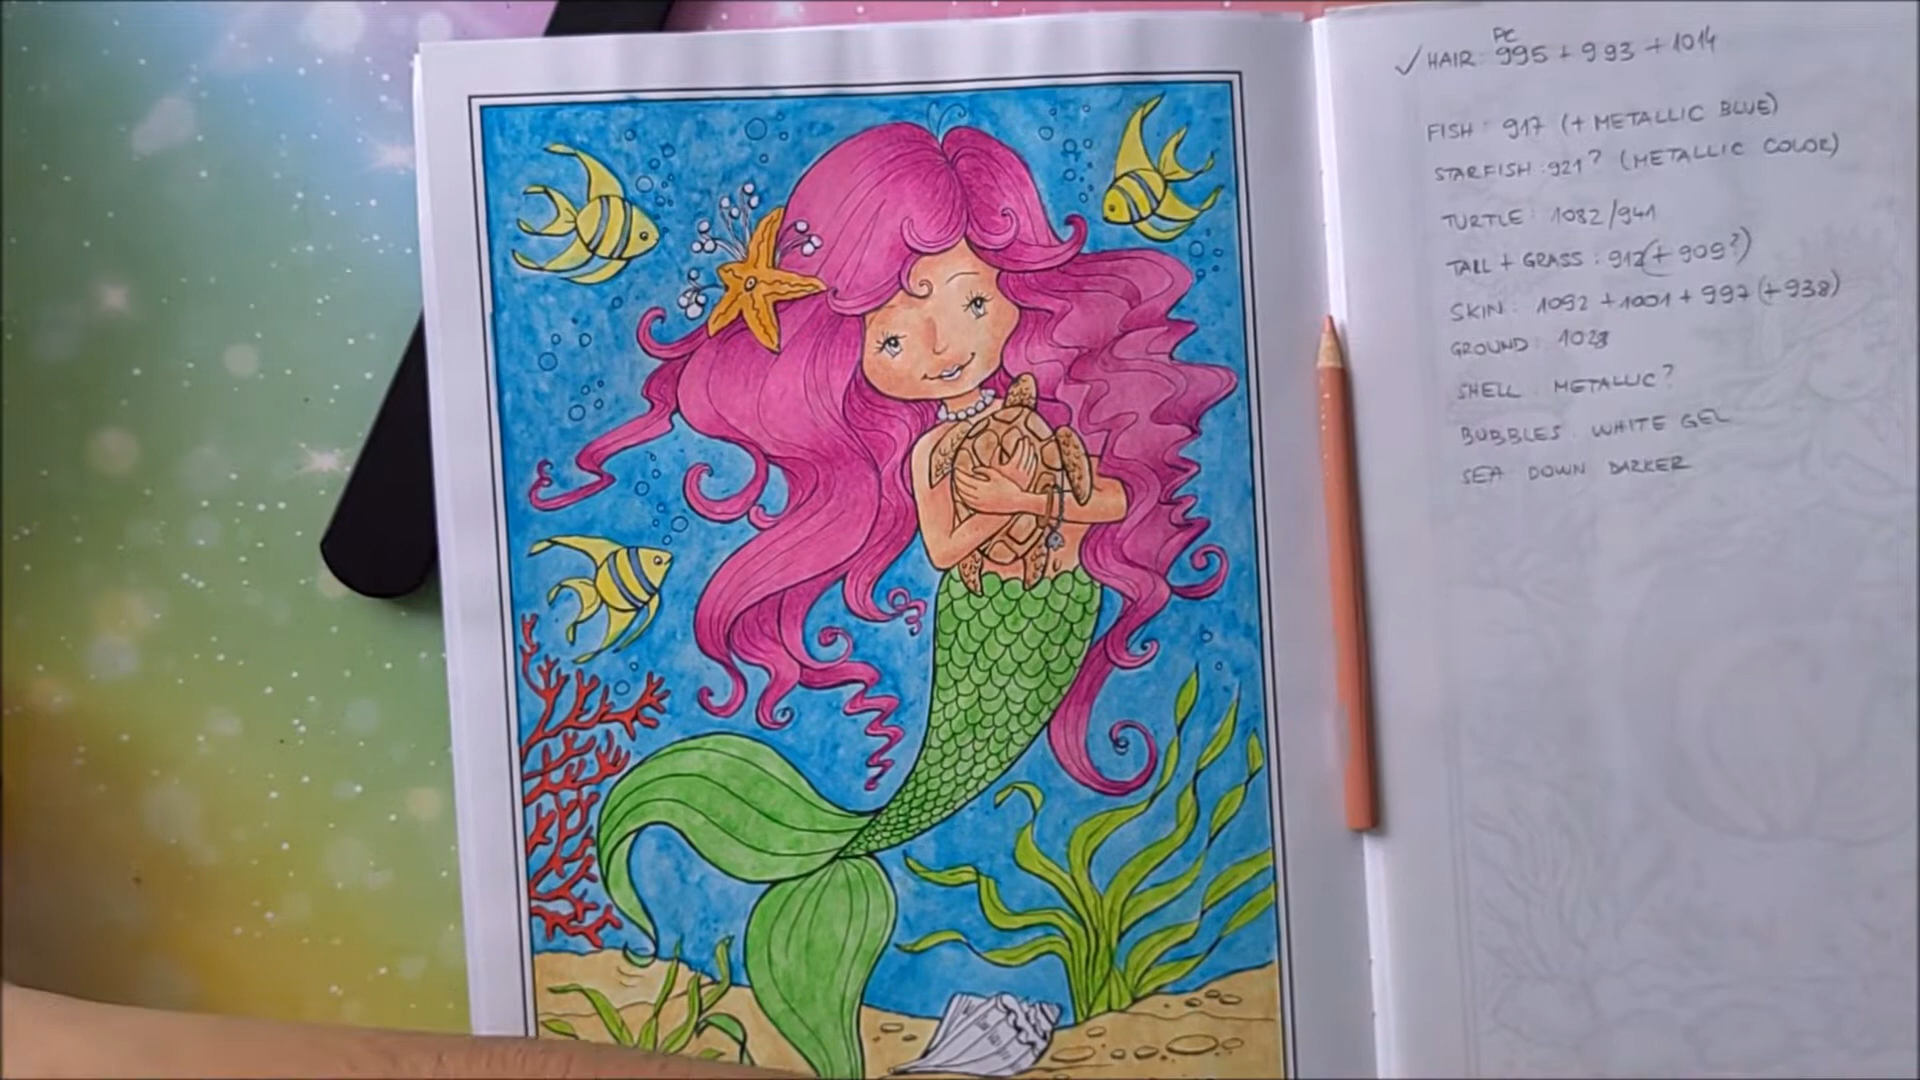 PC
✓ HAIR: 995 + 993 + 1014
FISH: 917 (+ METALLIC BLUE)
STARFISH: 921? (METALLIC COLOR)
TURTLE: 1082/941
TAIL + GRASS: 912 (+ 909?)
SKIN: 1092 + 1001 + 997 (+ 938)
GROUND: 1028
SHELL: METALLIC?
BUBBLES: WHITE GEL
SEA DOWN DARKER